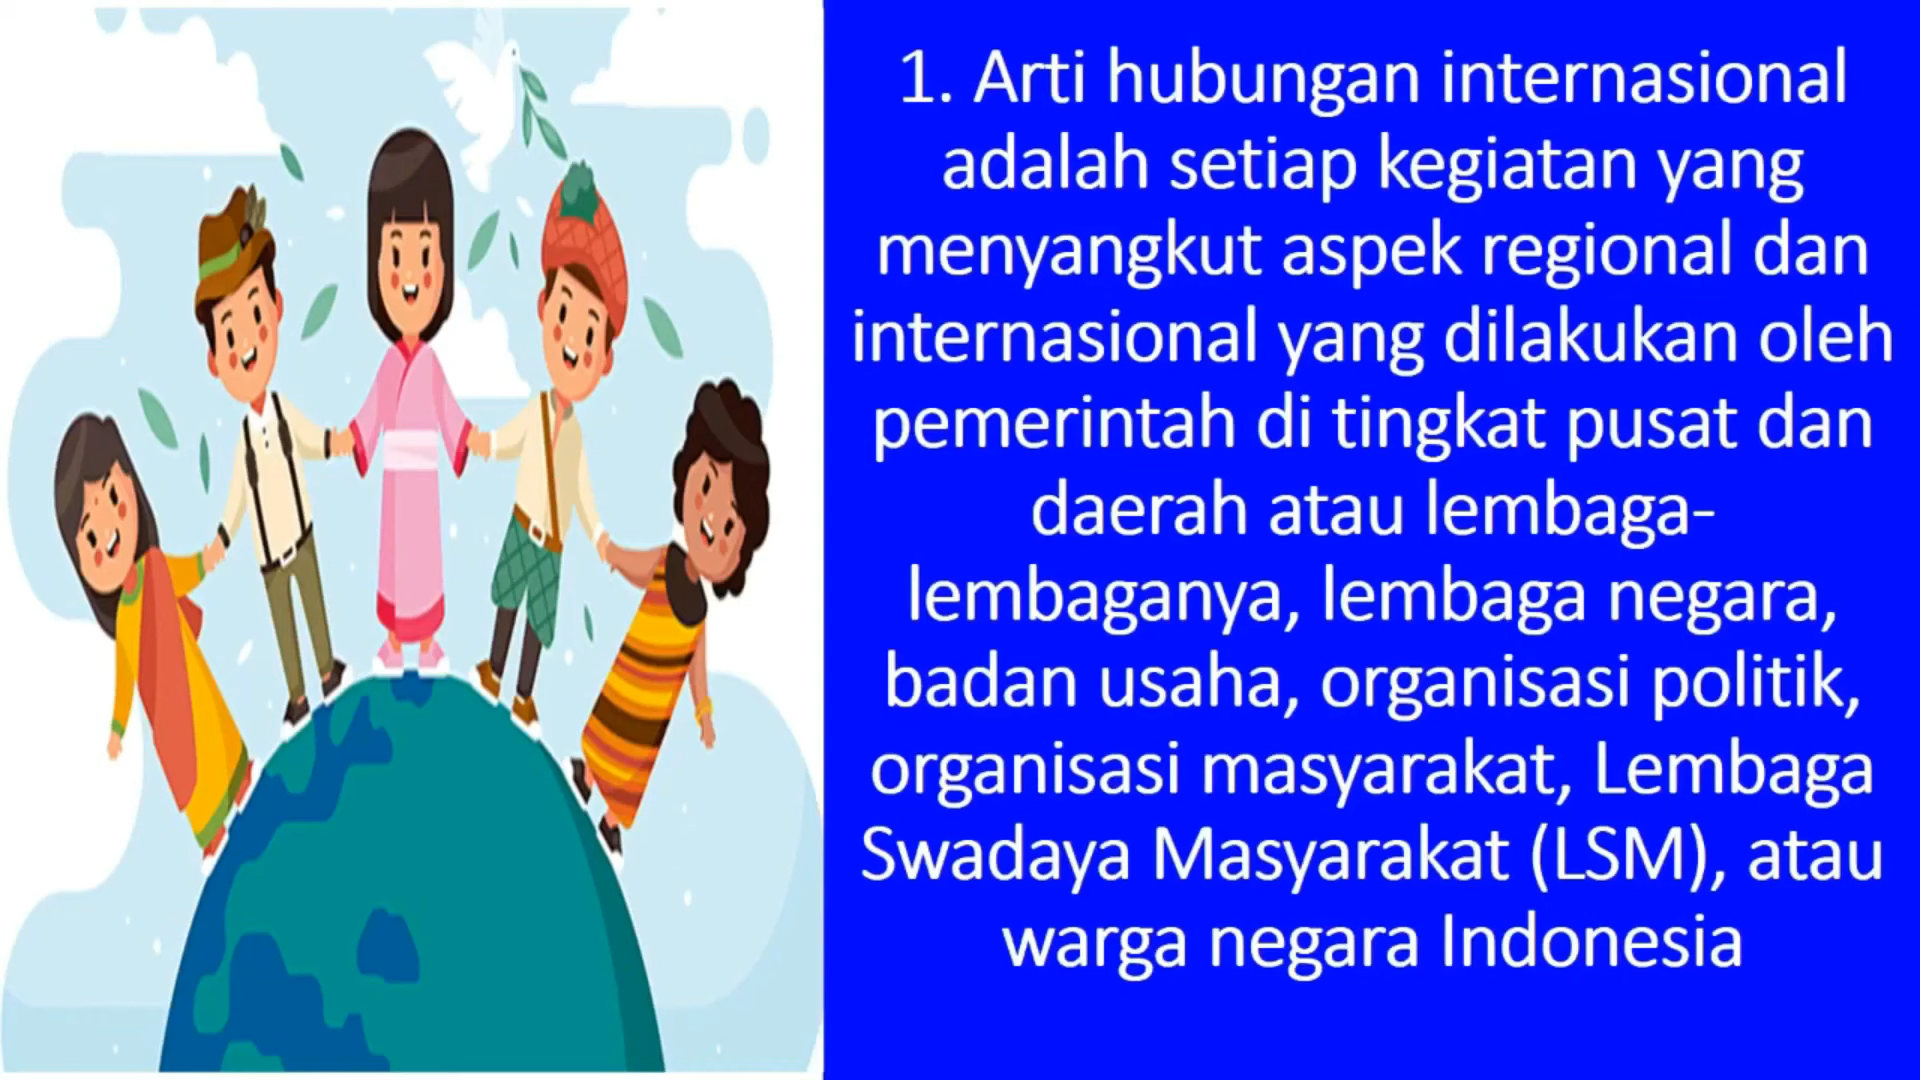 1. Arti hubungan internasional
adalah setiap kegiatan yang
menyangkut aspek regional dan
internasional yang dilakukan oleh
pemerintah di tingkat pusat dan
daerah atau lembaga-
lembaganya, lembaga negara,
badan usaha, organisasi politik,
organisasi masyarakat, Lembaga
Swadaya Masyarakat (LSM), atau
warga negara Indonesia